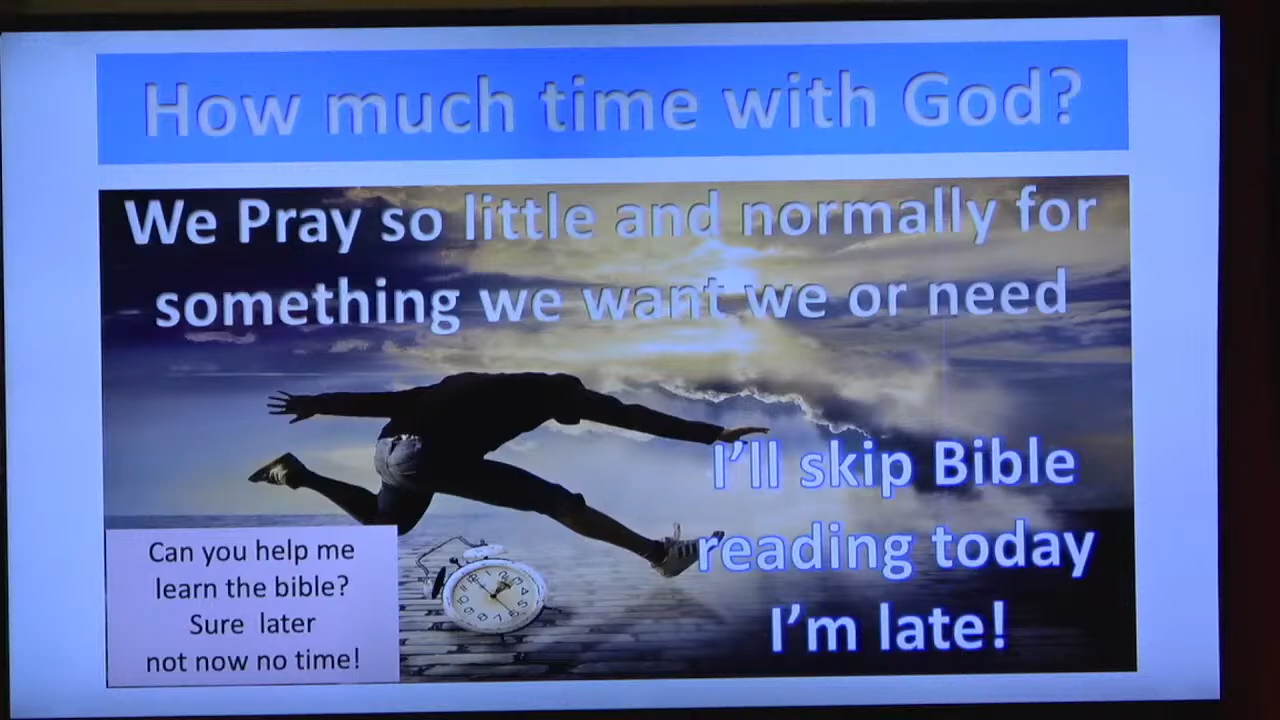 How much time with God?
We Pray so little and normally for
something we want we or need
I'll skip Bible
reading today
I'm late!
Can you help me
learn the bible?
Sure later
not now no time!